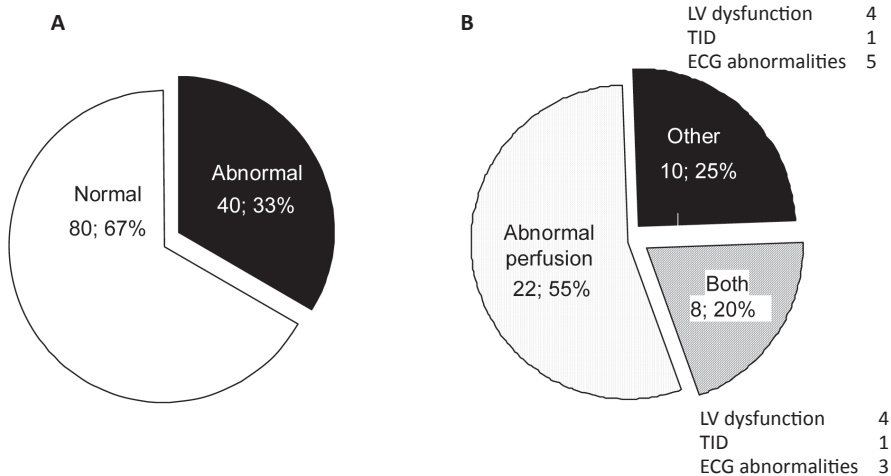 A
Normal
80; 67%
Abnormal
40; 33%
B
LV dysfunction 4
TID 1
ECG abnormalities 5
Other
10; 25%
Abnormal
perfusion
22; 55%
Both
8; 20%
LV dysfunction 4
TID 1
ECG abnormalities 3